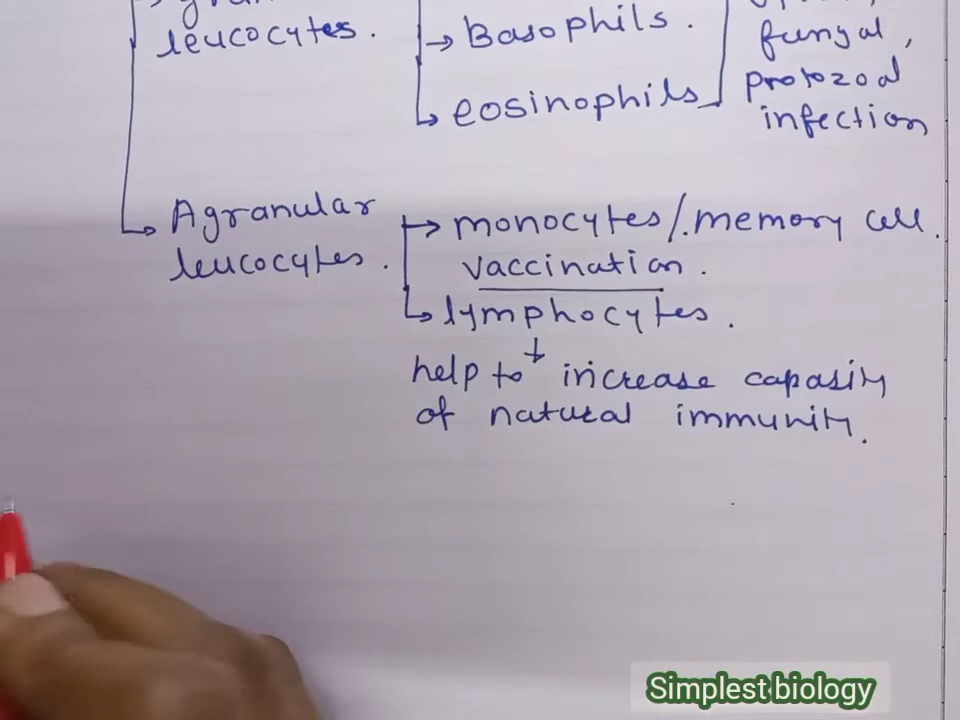 leucocytes.
→ Basophils.
fungal,
protozoal
→ eosinophils
infection
→ Agranular
leucocytes.
→ monocytes/.memory cell.
vaccination.
→ lymphocytes.
↓
help to increase capasity
of natural immunity.
Simplest biology